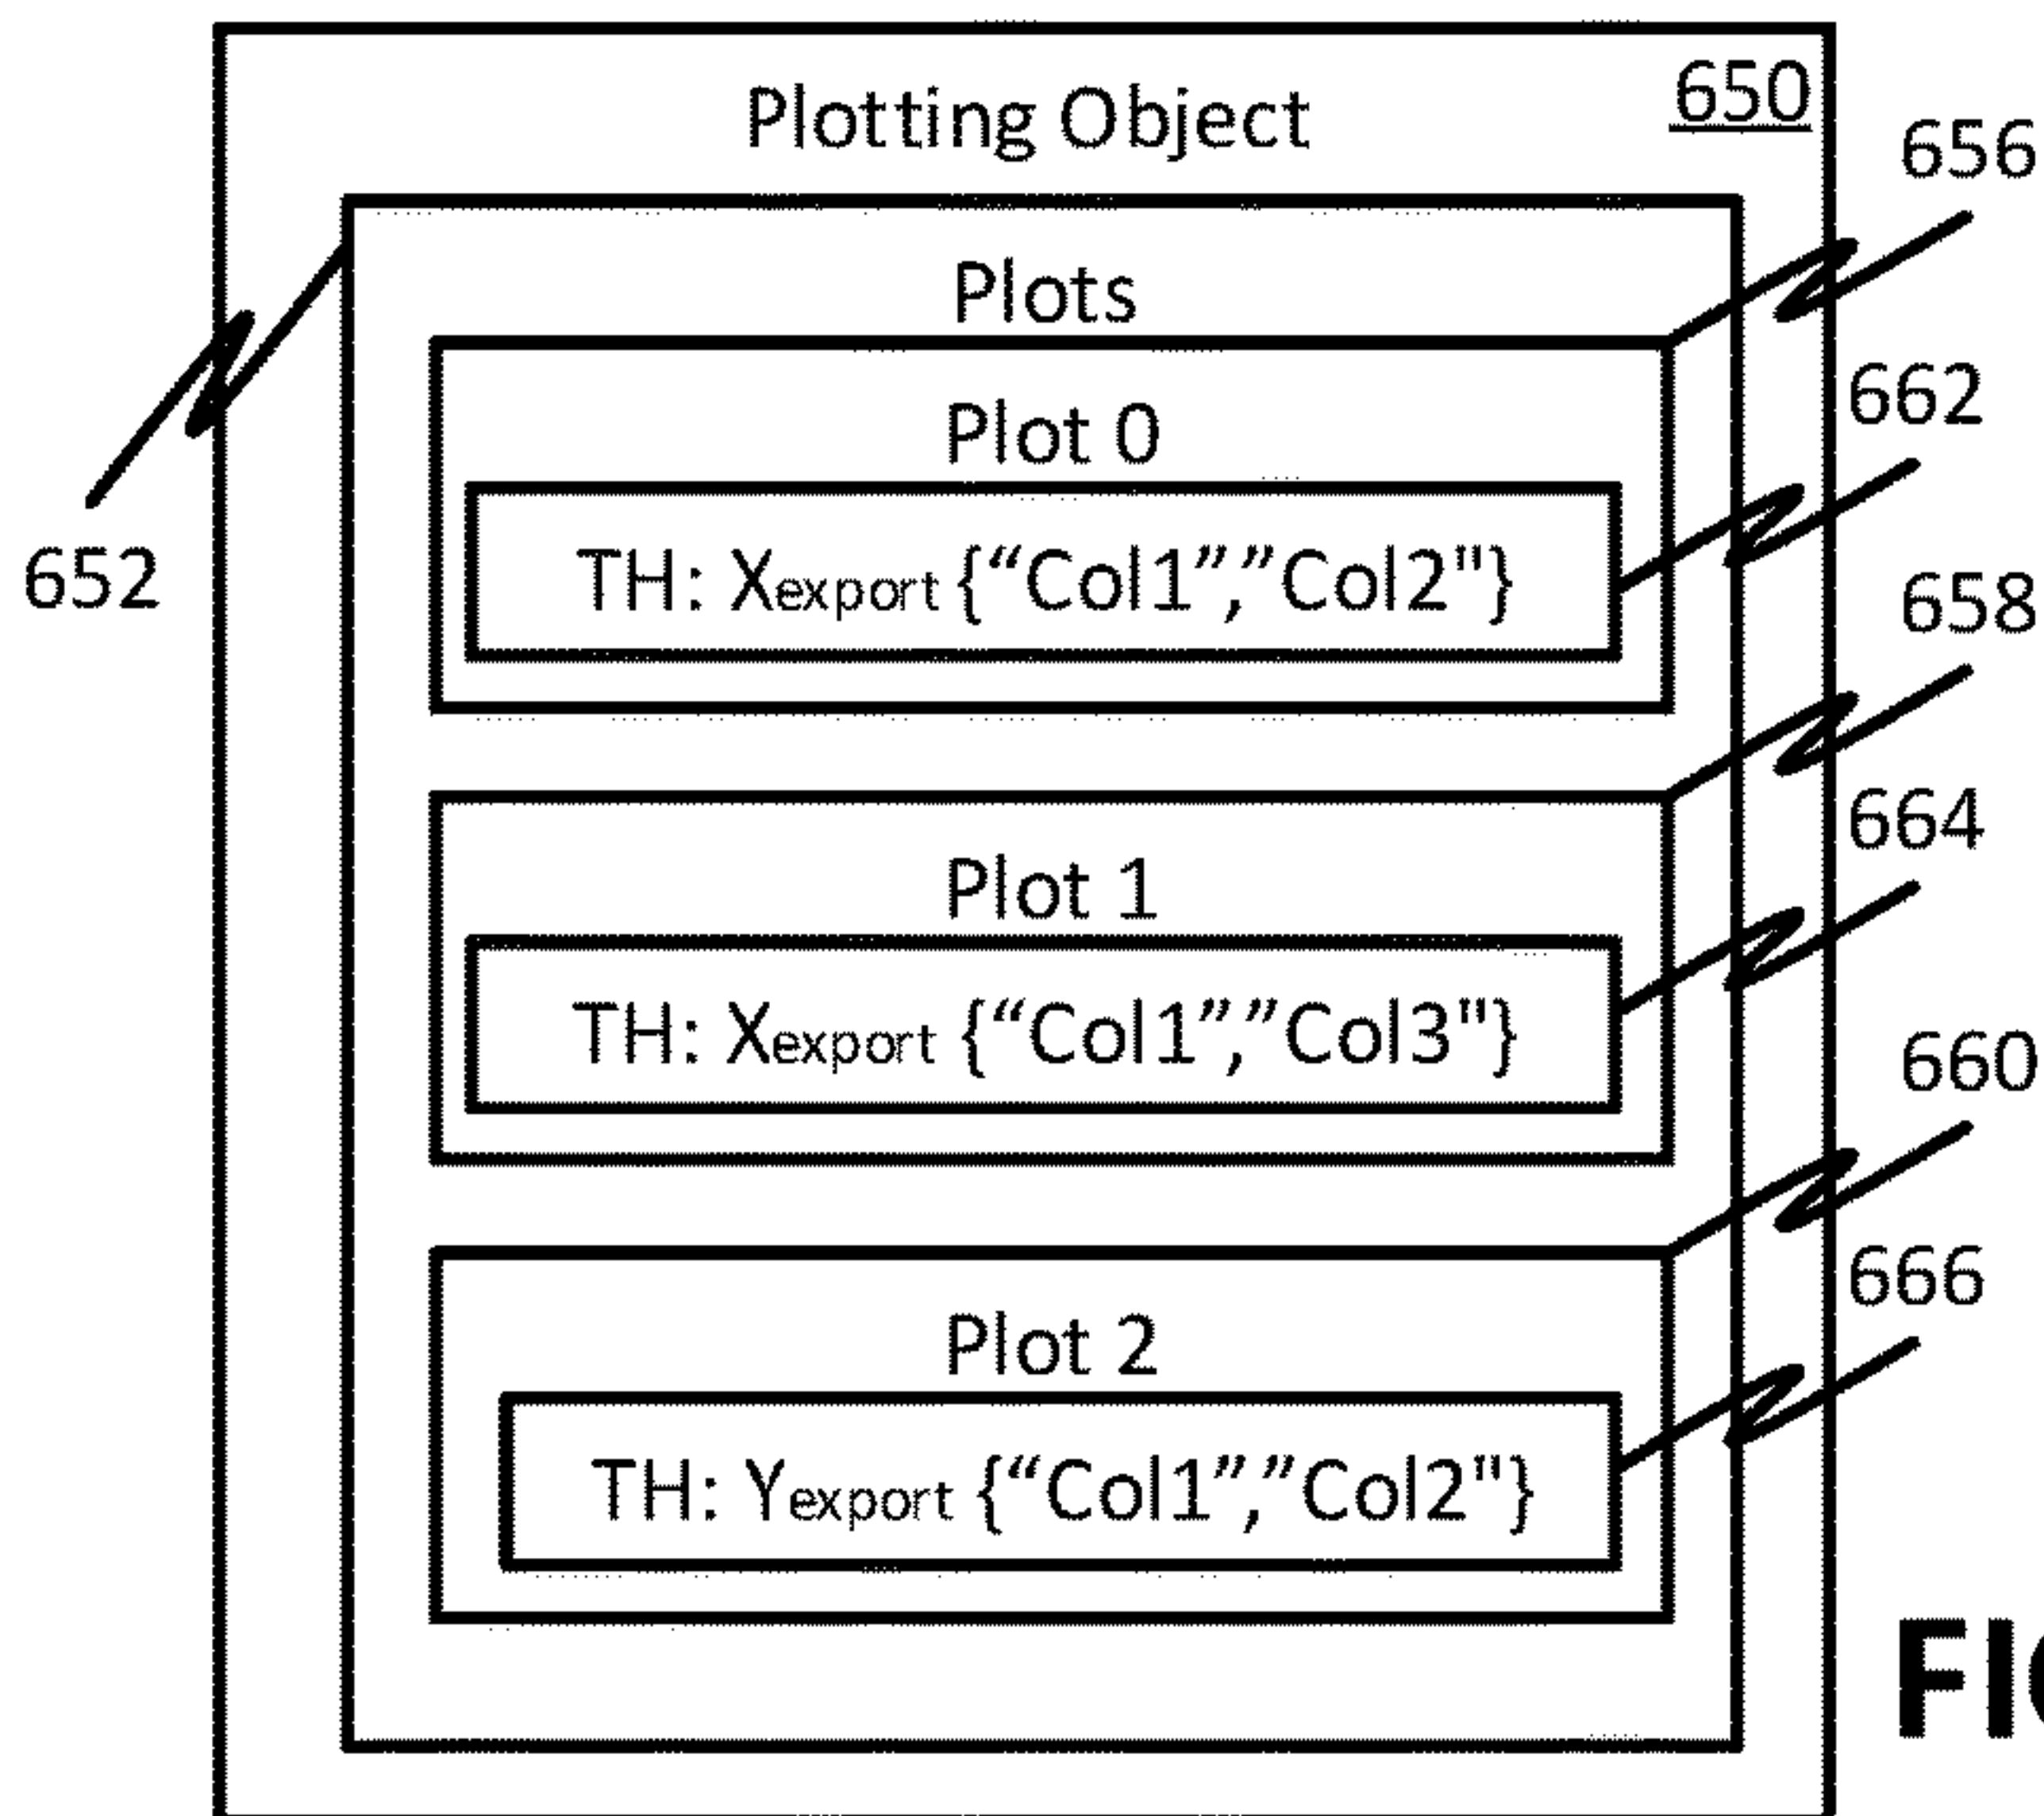 Plotting Object
650
656
Plots
662
Plot 0
TH: Xexport {“Col1”,”Col2"}
652
658
664
Plot 1
TH: Xexport {“Col1”,”Col3"}
660
666
Plot 2
TH: Yexport {“Col1”,”Col2"}